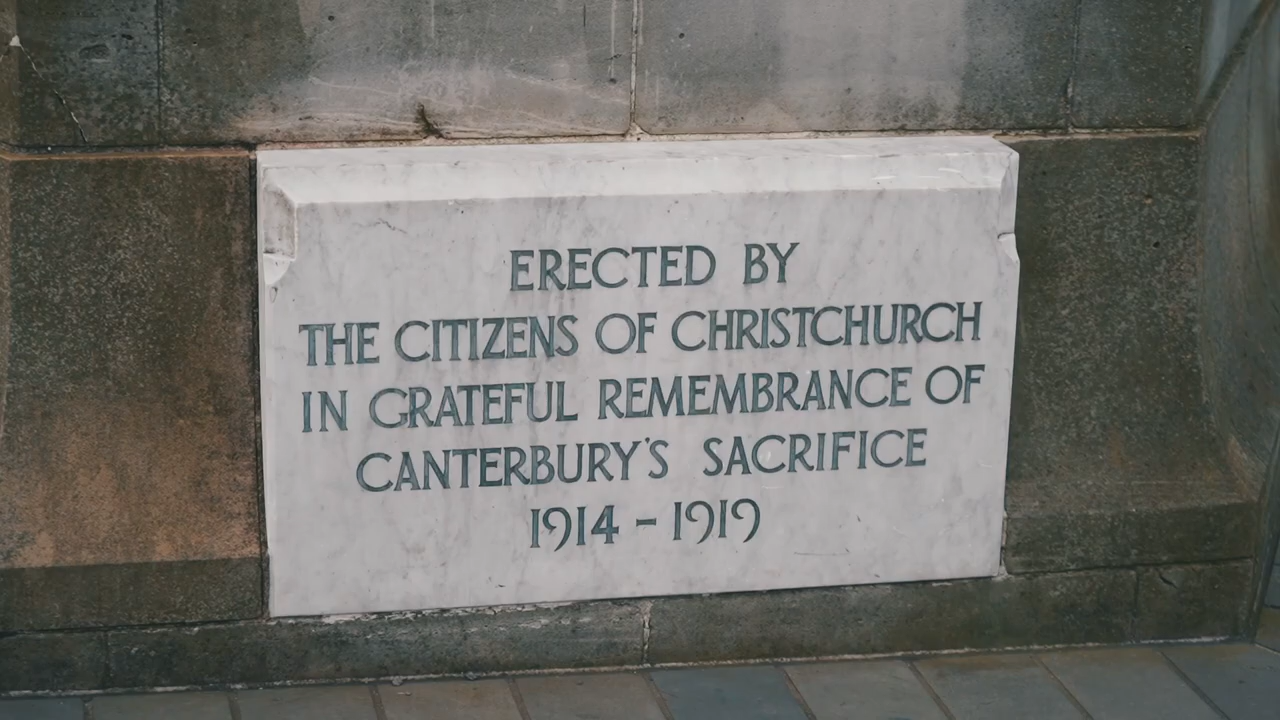 ERECTED BY
THE CITIZENS OF CHRISTCHURCH
IN GRATEFUL REMEMBRANCE OF
CANTERBURY'S SACRIFICE
1914 - 1919